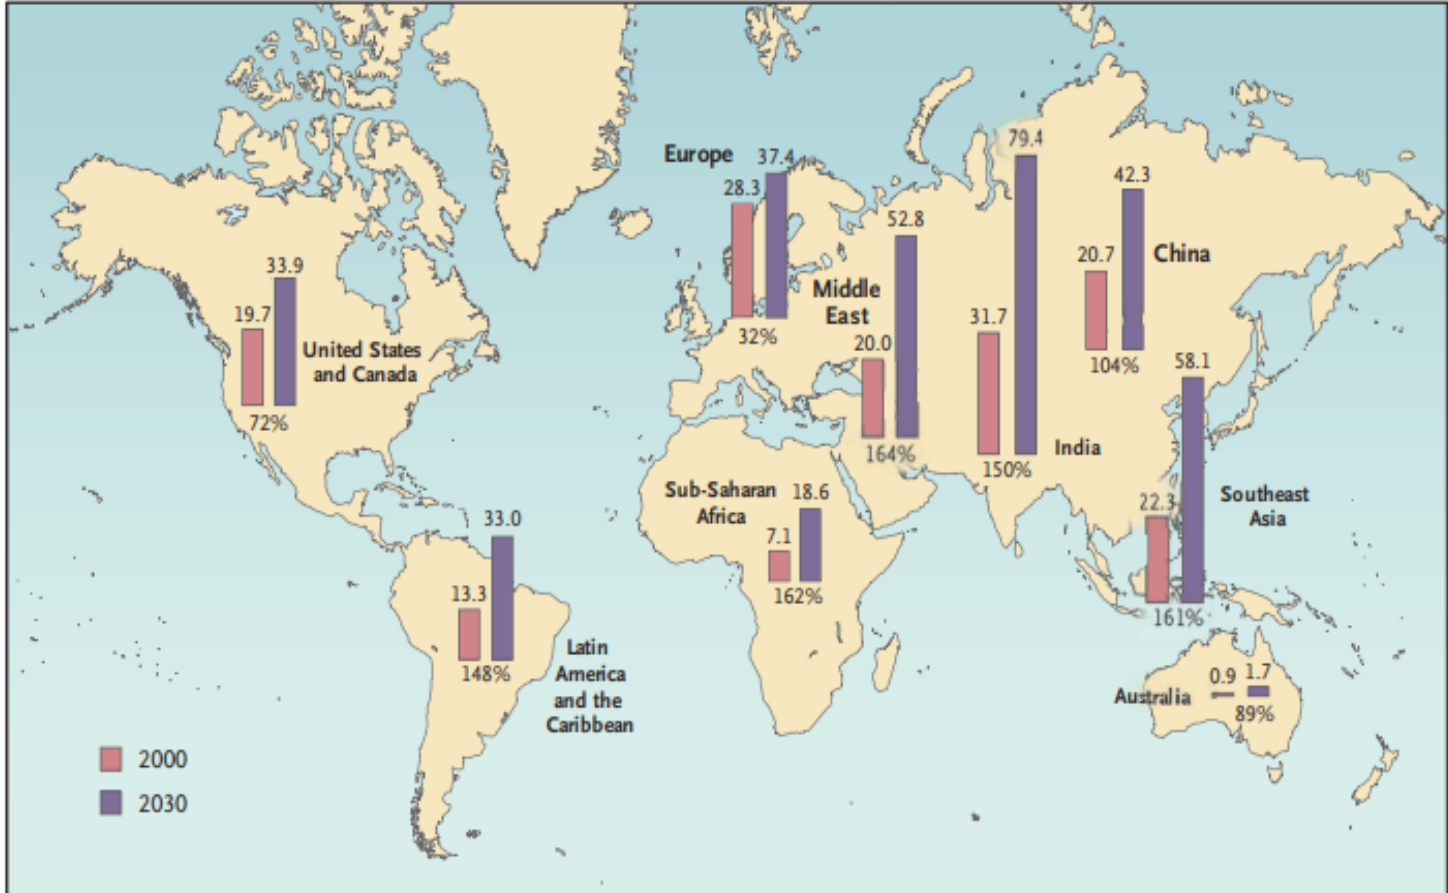 79.4
Europe
37.4
28.3
42.3
52.8
China
20.7
33.9
19.7
Middle
East
31.7
20.0
32%
United States
and Canada
104%
58.1
72%
164%
150%
India
Sub-Saharan
Africa
18.6
22.3
Southeast
Asia
33.0
7.1
13.3
162%
161%
Latin
America
and the
Caribbean
148%
0.9
1.7
Australia
89%
2000
2030